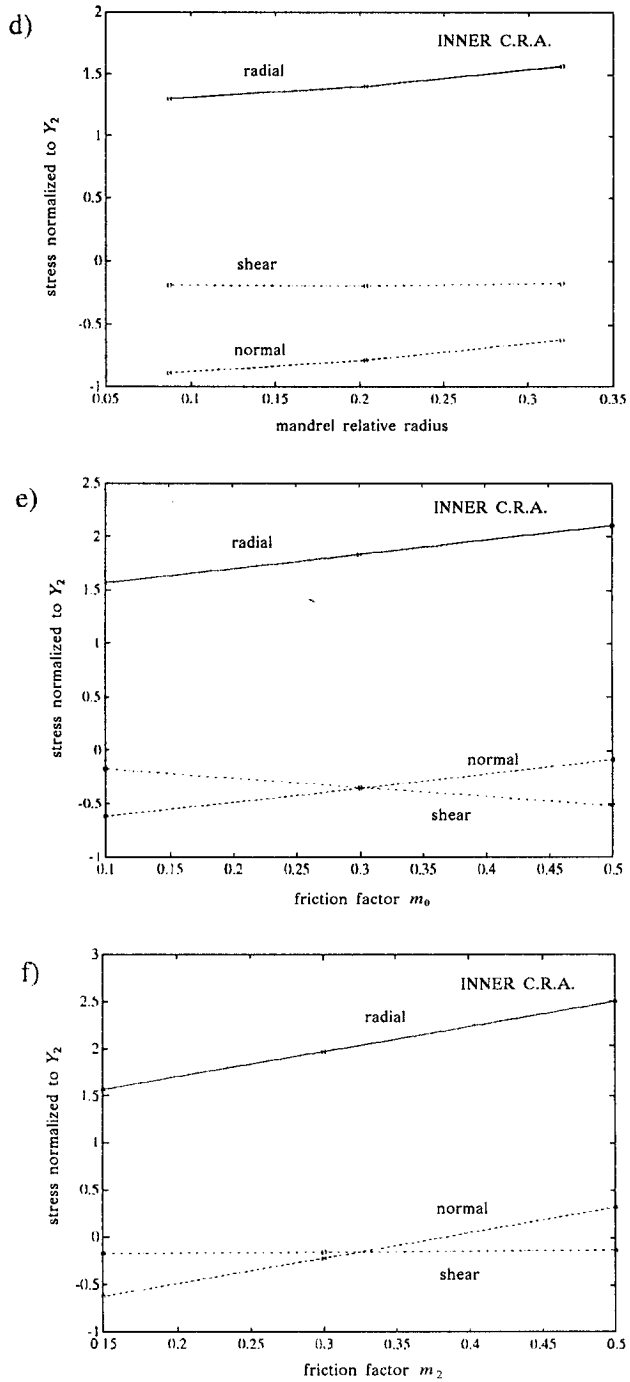 d)
INNER C.R.A.
radial
shear
normal
stress normalized to Y₂
2
1.5
1
0.5
0
-0.5
-1
0.05
0.1
0.15
0.2
0.25
0.3
0.35
mandrel relative radius
e)
INNER C.R.A.
radial
normal
shear
stress normalized to Y₂
2.5
2
1.5
1
0.5
0
-0.5
-1
0.1
0.15
0.2
0.25
0.3
0.35
0.4
0.45
0.5
friction factor m₀
f)
INNER C.R.A.
radial
normal
shear
stress normalized to Y₂
3
2.5
2
1.5
1
0.5
0
-0.5
-1
0.15
0.2
0.25
0.3
0.35
0.4
0.45
0.5
friction factor m₂